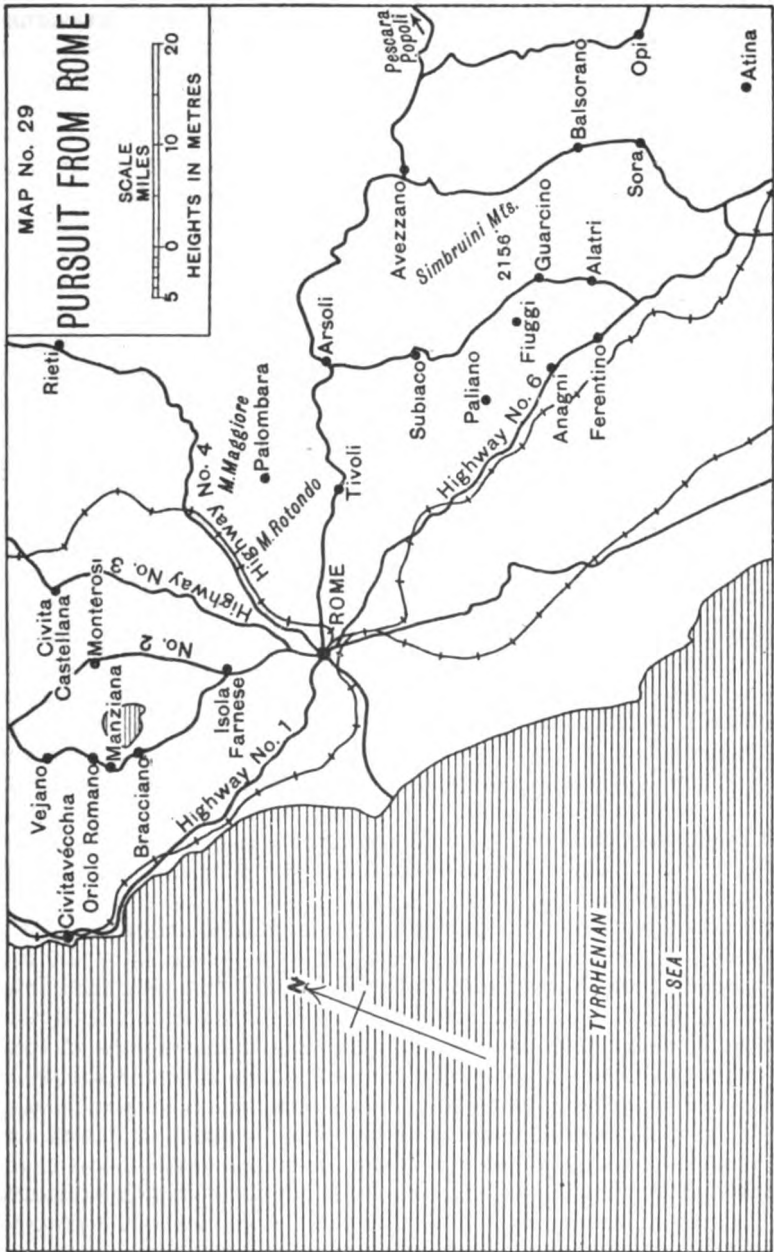 MAP No. 29
PURSUIT FROM ROME
SCALE
MILES
5 0 10 20
HEIGHTS IN METRES
Rieti
Civita
Castellana
Monterosi
Vejano
Oriolo Romano
Manziana
Civitavécchia
Bracciano
Isola
Farnese
No. 2
Highway No. 3
Highway No. 4
M. Maggiore
Palombara
M. Rotondo
Highway No. 1
ROME
Tivoli
Arsoli
Avezzano
Pescara
Popoli
Simbruini Mts.
Subiaco
2156
Paliano
Fiuggi
Guarcino
Highway No. 6
Anagni
Alatri
Ferentino
Balsorano
Sora
Opi
Atina
N
TYRRHENIAN
SEA